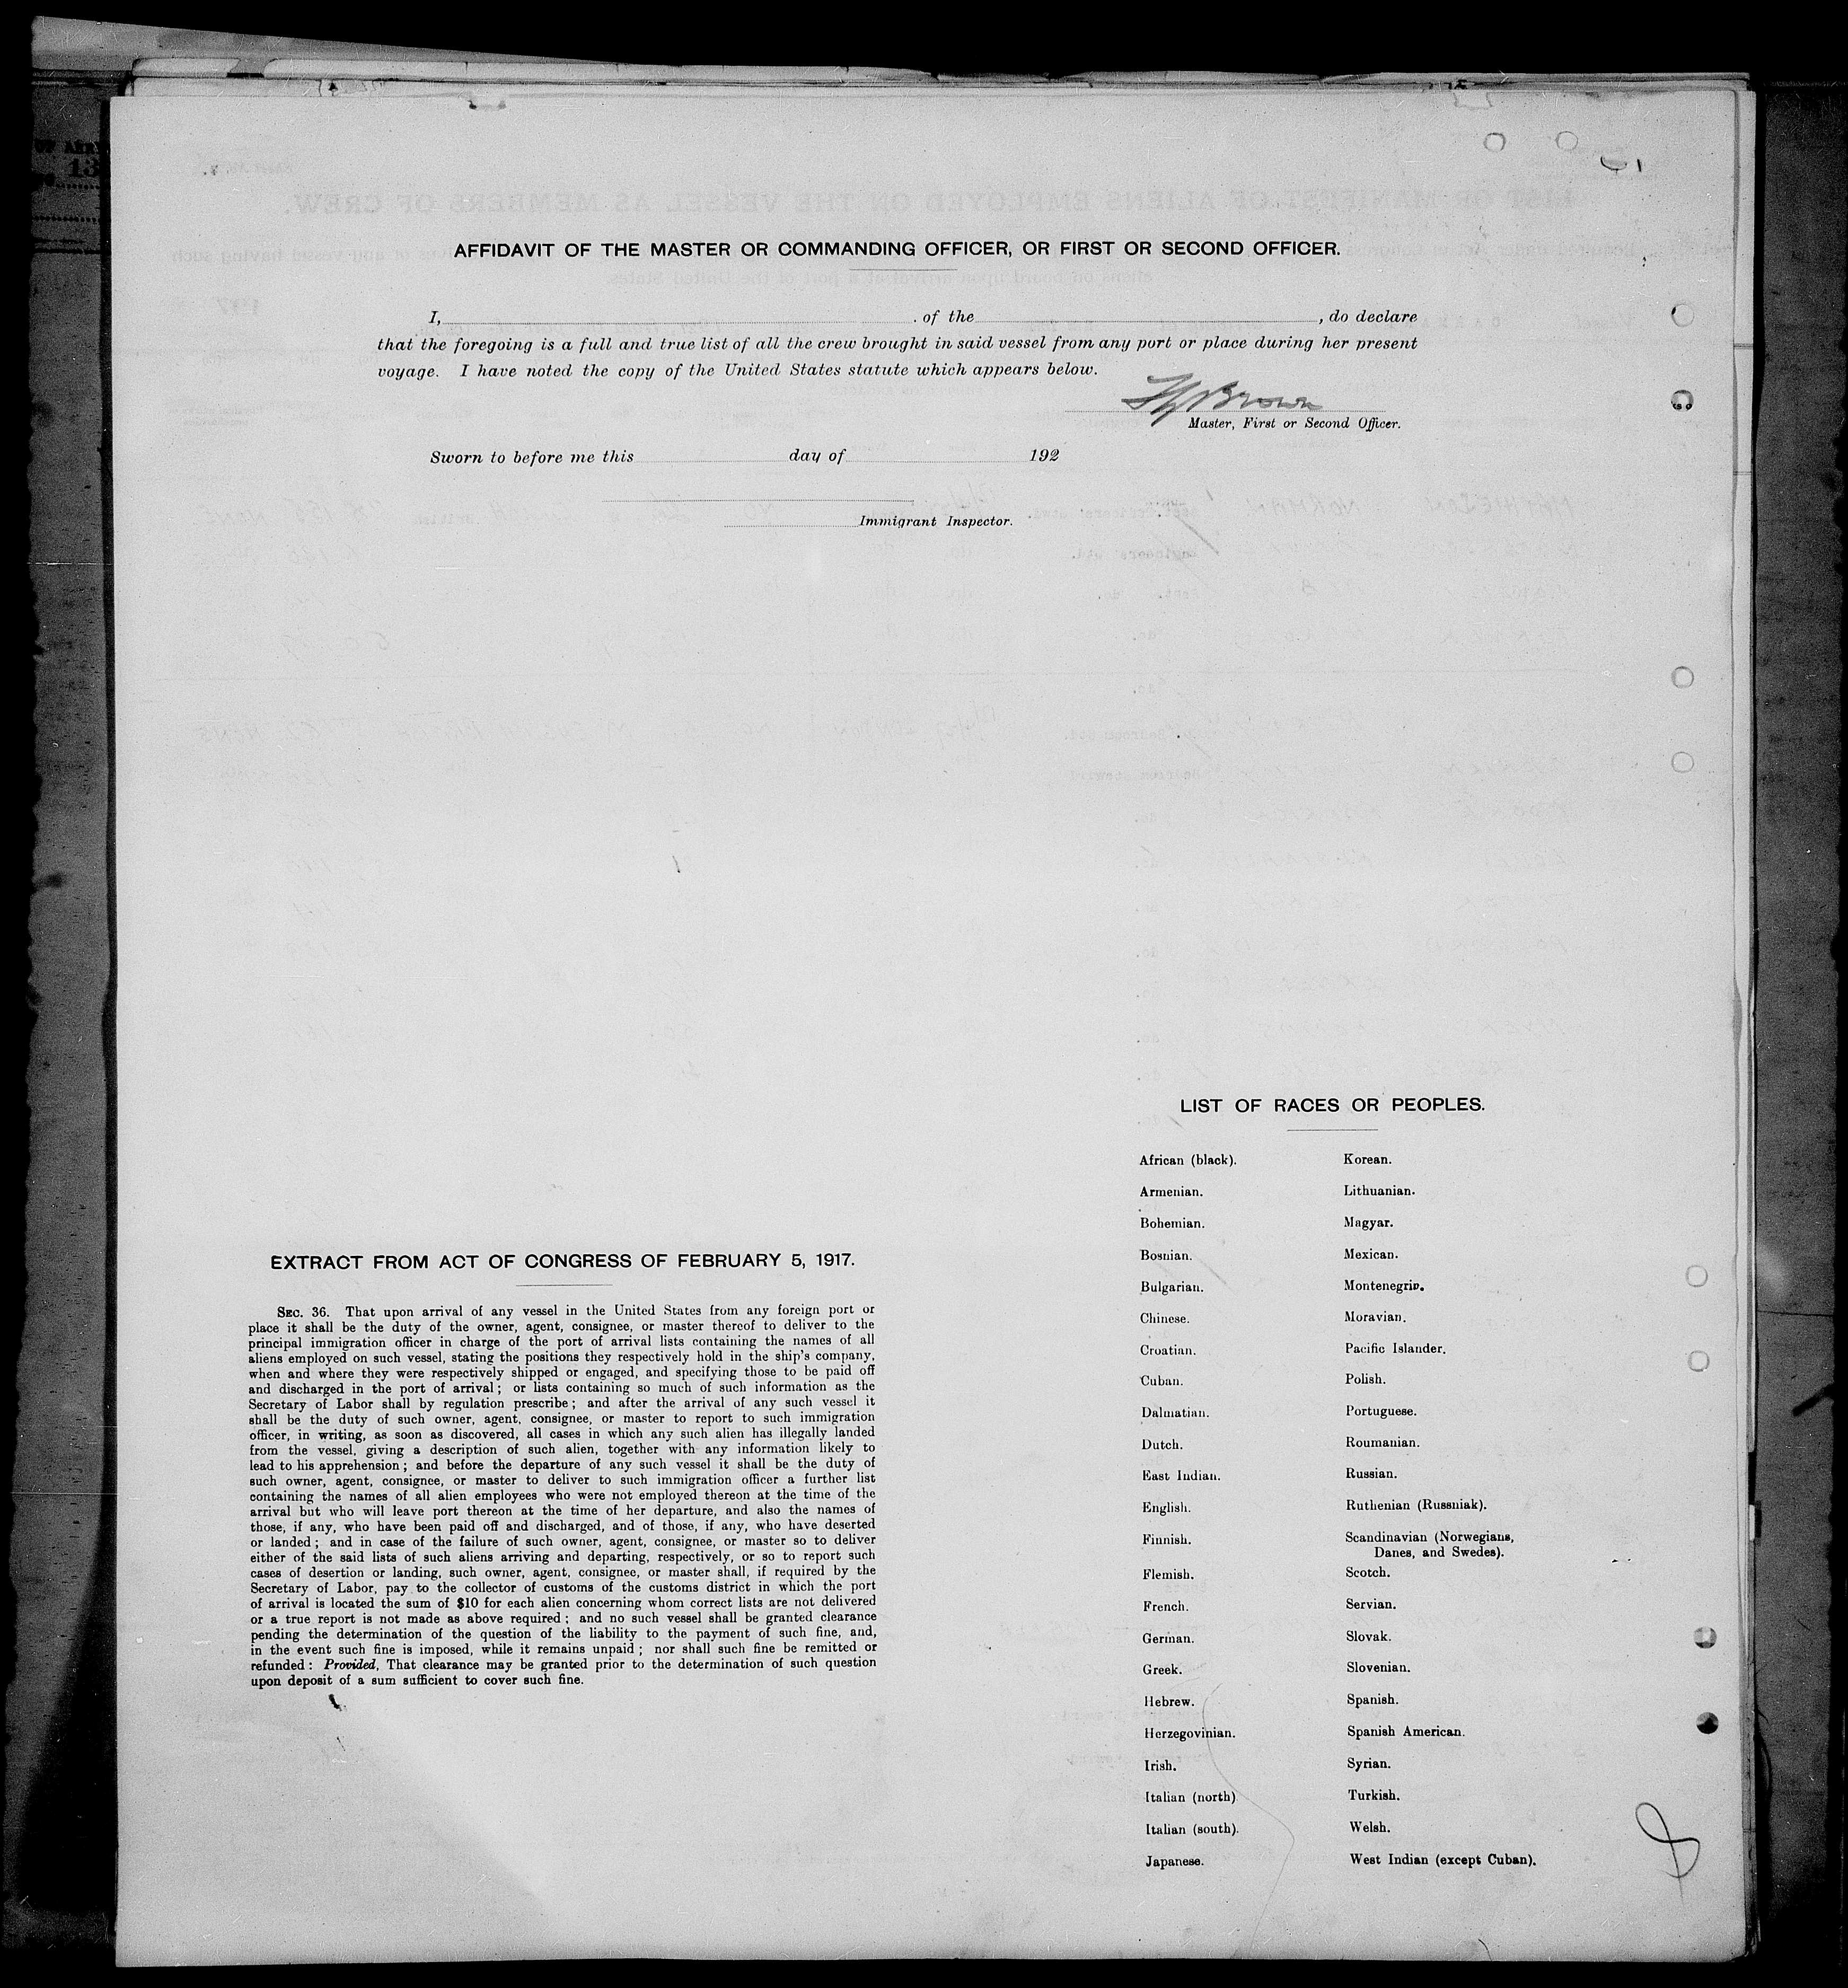 AFFIDAVIT OF THE MASTER OR COMMANDING OFFICER, OR FIRST OR SECOND OFFICER.
I, of the , do declare
that the foregoing is a full and true list of all the crew brought in said vessel from any port or place during her present
voyage. I have noted the copy of the United States statute which appears below.
Brown
Master, First or Second Officer.
Sworn to before me this day of 192
Immigrant Inspector.
EXTRACT FROM ACT OF CONGRESS OF FEBRUARY 5, 1917.
SEC. 36. That upon arrival of any vessel in the United States from any foreign port or
place it shall be the duty of the owner, agent, consignee, or master thereof to deliver to the
principal immigration officer in charge of the port of arrival lists containing the names of all
aliens employed on such vessel, stating the positions they respectively hold in the ship's company,
when and where they were respectively shipped or engaged, and specifying those to be paid off
and discharged in the port of arrival; or lists containing so much of such information as the
Secretary of Labor shall by regulation prescribe; and after the arrival of any such vessel it
shall be the duty of such owner, agent, consignee, or master to report to such immigration
officer, in writing, as soon as discovered, all cases in which any such alien has illegally landed
from the vessel, giving a description of such alien, together with any information likely to
lead to his apprehension; and before the departure of any such vessel it shall be the duty of
such owner, agent, consignee, or master to deliver to such immigration officer a further list
containing the names of all alien employees who were not employed thereon at the time of the
arrival but who will leave port thereon at the time of her departure, and also the names of
those, if any, who have been paid off and discharged, and of those, if any, who have deserted
or landed; and in case of the failure of such owner, agent, consignee, or master so to deliver
either of the said lists of such aliens arriving and departing, respectively, or so to report such
cases of desertion or landing, such owner, agent, consignee, or master shall, if required by the
Secretary of Labor, pay to the collector of customs of the customs district in which the port
of arrival is located the sum of $10 for each alien concerning whom correct lists are not delivered
or a true report is not made as above required; and no such vessel shall be granted clearance
pending the determination of the question of the liability to the payment of such fine, and,
in the event such fine is imposed, while it remains unpaid; nor shall such fine be remitted or
refunded: Provided, That clearance may be granted prior to the determination of such question
upon deposit of a sum sufficient to cover such fine.
LIST OF RACES OR PEOPLES.
African (black). Korean.
Armenian. Lithuanian.
Bohemian. Magyar.
Bosnian. Mexican.
Bulgarian. Montenegrin.
Chinese. Moravian.
Croatian. Pacific Islander.
Cuban. Polish.
Dalmatian. Portuguese.
Dutch. Roumanian.
East Indian. Russian.
English. Ruthenian (Russniak).
Finnish. Scandinavian (Norwegians,
Danes, and Swedes).
Flemish. Scotch.
French. Servian.
German. Slovak.
Greek. Slovenian.
Hebrew. Spanish.
Herzegovinian. Spanish American.
Irish. Syrian.
Italian (north) Turkish.
Italian (south). Welsh.
Japanese. West Indian (except Cuban).